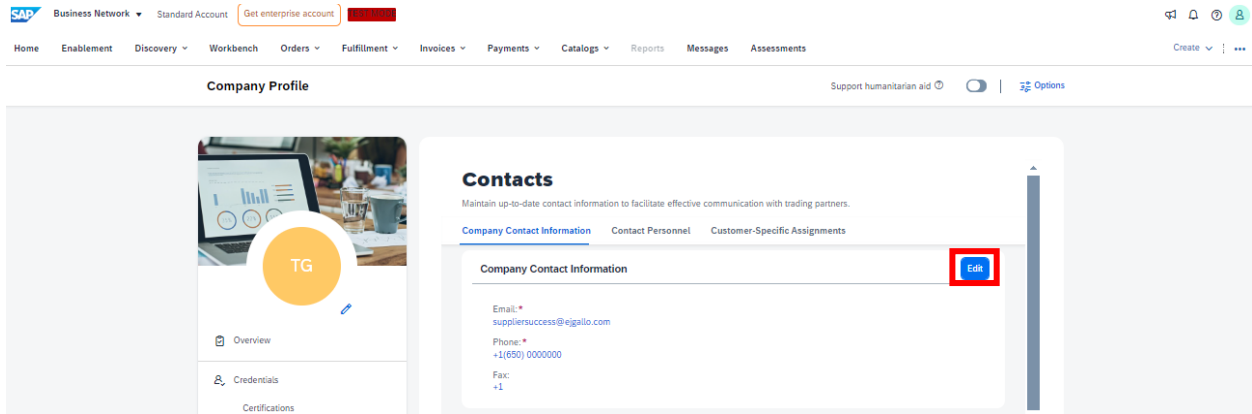 SAP Business Network Standard Account Get enterprise account TEST MODE
Home Enablement Discovery Workbench Orders Fulfillment Invoices Payments Catalogs Reports Messages Assessments Create
Company Profile Support humanitarian aid Options
Contacts
Maintain up-to-date contact information to facilitate effective communication with trading partners.
Company Contact Information Contact Personnel Customer-Specific Assignments
TG
Company Contact Information Edit
Email:*
suppliersuccess@ejgallo.com
Phone:*
+1(650) 0000000
Fax:
+1
Overview
Credentials
Certifications